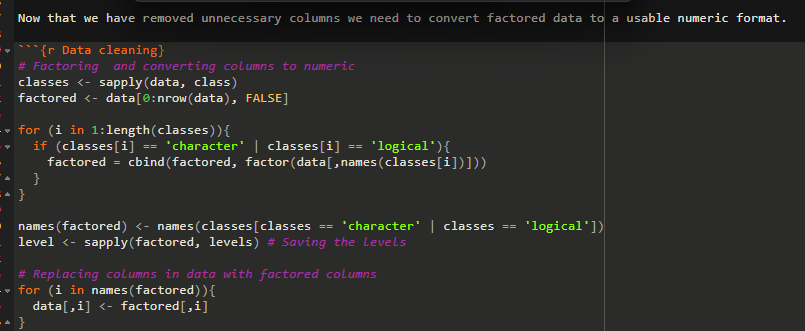 Now that we have removed unnecessary columns we need to convert factored data to a usable numeric format.
```{r Data cleaning}
# Factoring  and converting columns to numeric
classes <- sapply(data, class)
factored <- data[0:nrow(data), FALSE]
for (i in 1:length(classes)){
  if (classes[i] == 'character' | classes[i] == 'logical'){
    factored = cbind(factored, factor(data[,names(classes[i])]))
  }
}
names(factored) <- names(classes[classes == 'character' | classes == 'logical'])
level <- sapply(factored, levels) # Saving the levels
# Replacing columns in data with factored columns
for (i in names(factored)){
  data[,i] <- factored[,i]
}